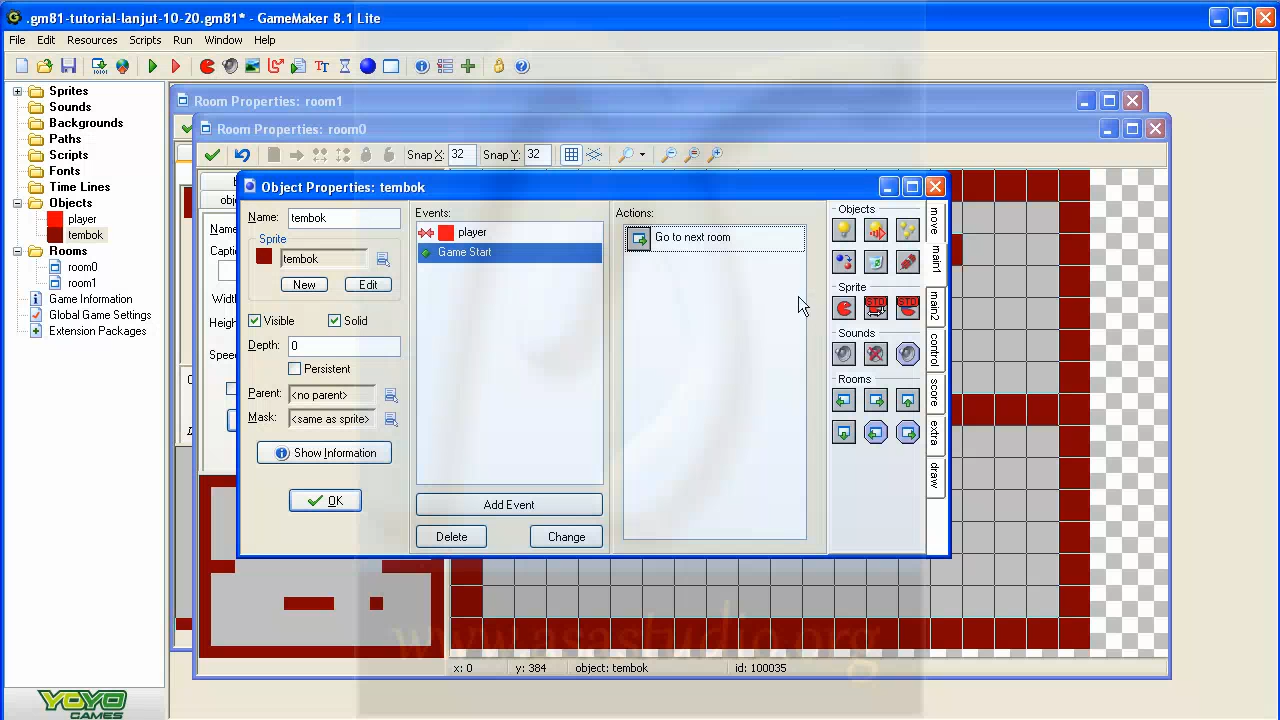 .gm81-tutorial-lanjut-10-20.gm81* - GameMaker 8.1 Lite
File Edit Resources Scripts Run Window Help
Sprites
Sounds
Backgrounds
Paths
Scripts
Fonts
Time Lines
Objects
player
tembok
Rooms
room0
room1
Game Information
Global Game Settings
Extension Packages
YOYO
GAMES
Room Properties: room1
Room Properties: room0
Snap X: 32 Snap Y: 32
Object Properties: tembok
Name: tembok
Sprite
tembok
New Edit
Visible Solid
Depth: 0
Persistent
Parent: <no parent>
Mask: <same as sprite>
Show Information
OK
Events:
player
Game Start
Add Event
Delete Change
Actions:
Go to next room
Objects
Sprite
Sounds
Rooms
move
main1
main2
control
score
extra
draw
www.asastudio.org
x: 0 y: 384 object: tembok id: 100035